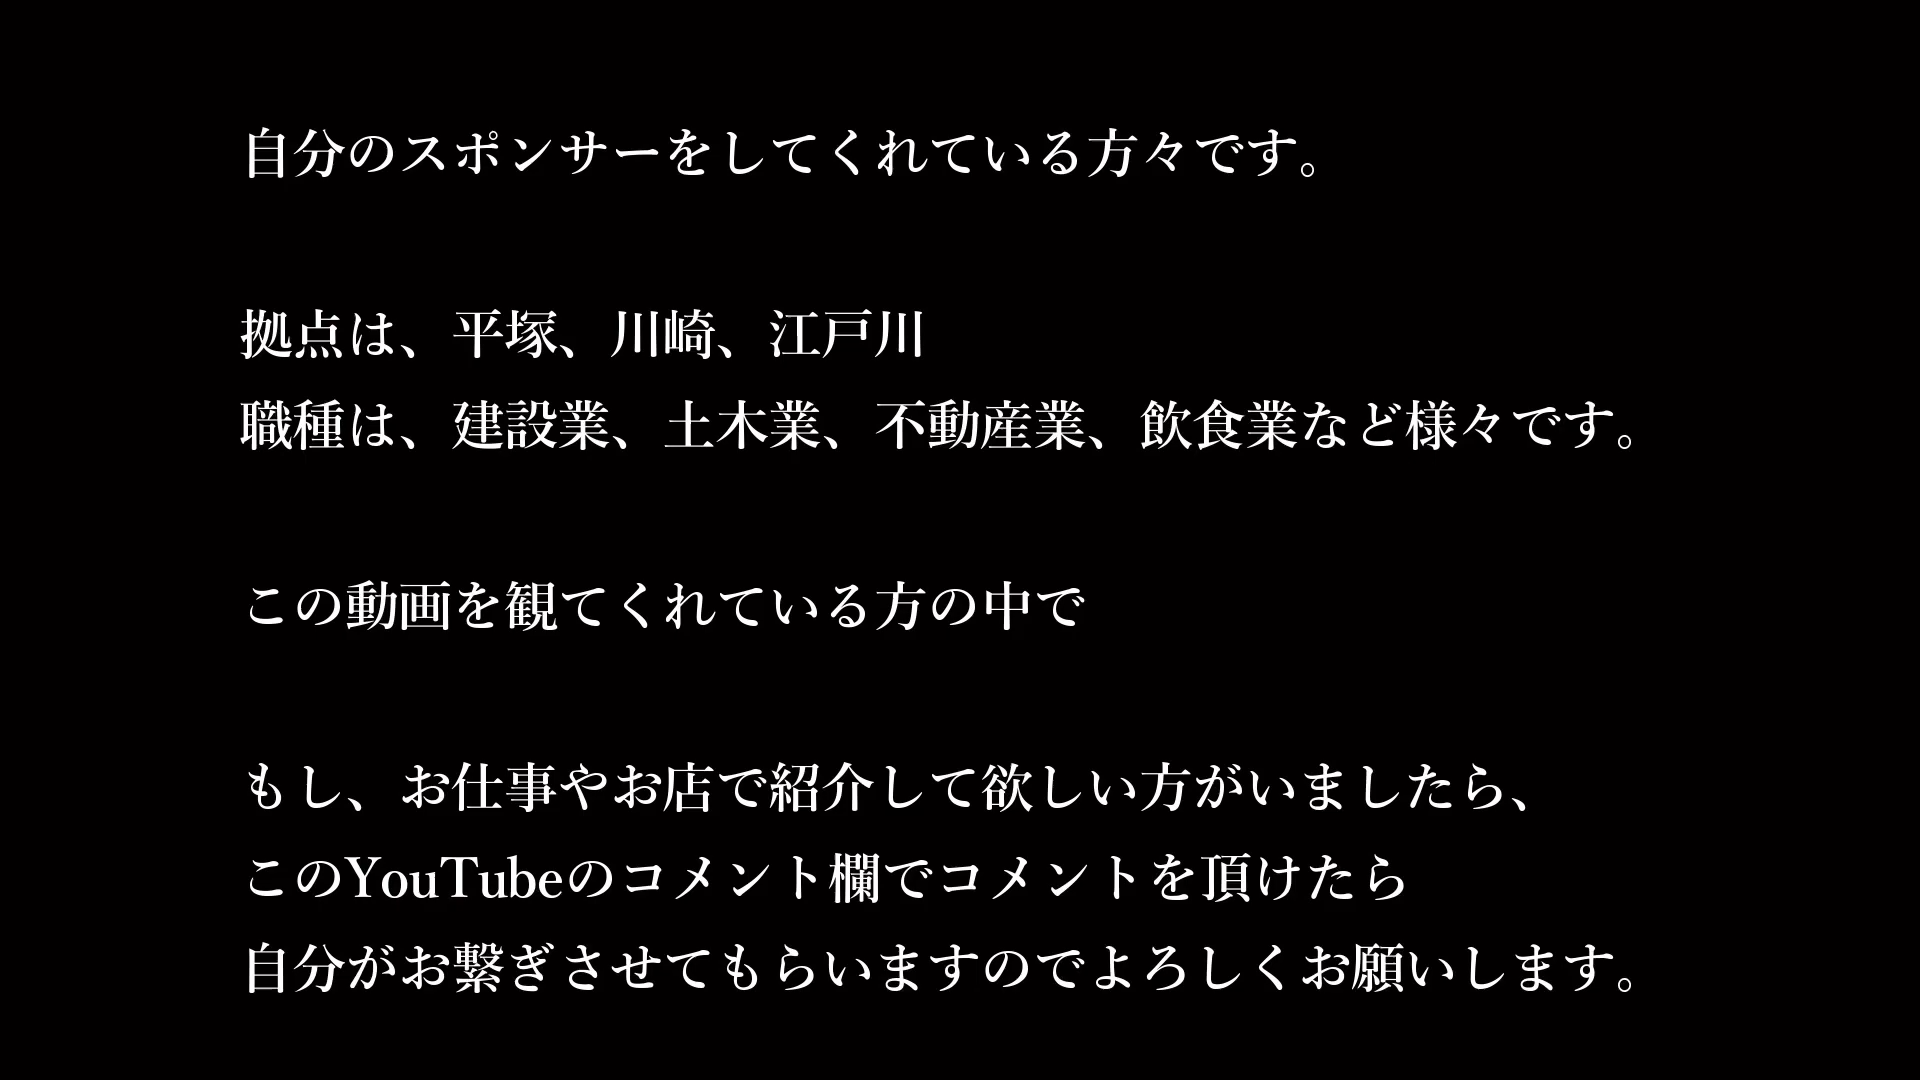 自分のスポンサーをしてくれている方々です。
拠点は、平塚、川崎、江戸川
職種は、建設業、土木業、不動産業、飲食業など様々です。
この動画を観てくれている方の中で
もし、お仕事やお店で紹介して欲しい方がいましたら、
このYouTubeのコメント欄でコメントを頂けたら
自分がお繋ぎさせてもらいますのでよろしくお願いします。